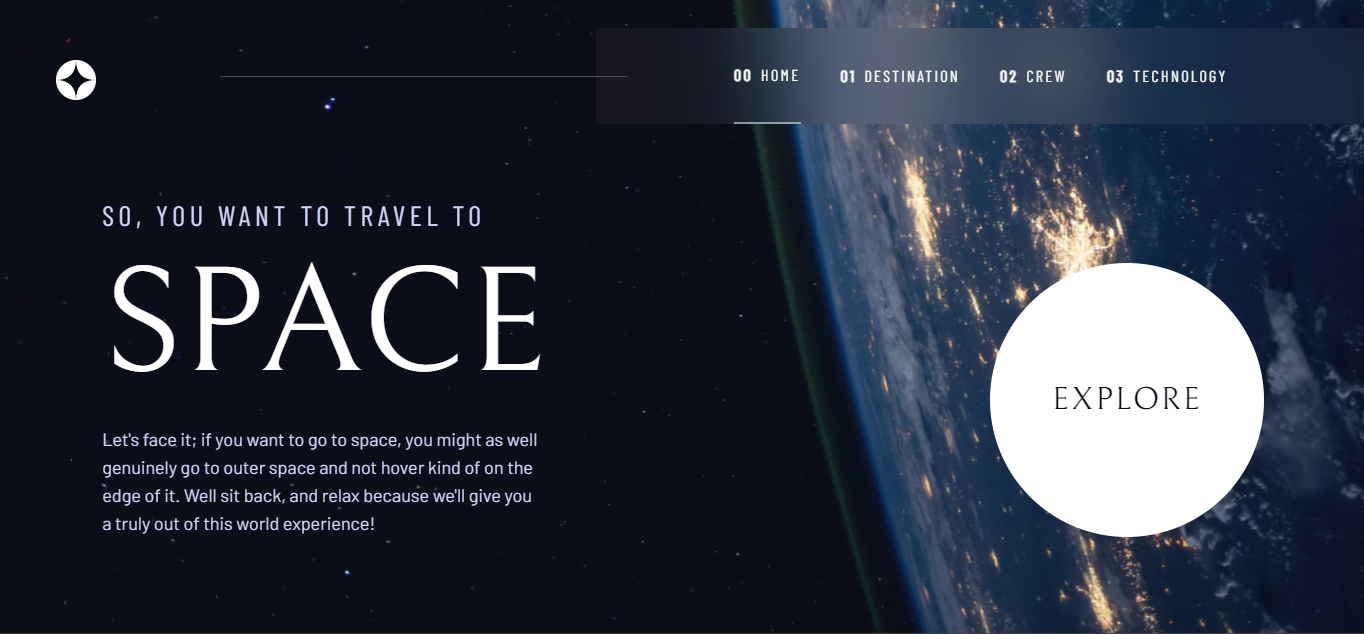 00 HOME 01 DESTINATION 02 CREW 03 TECHNOLOGY
SO, YOU WANT TO TRAVEL TO
SPACE
Let's face it; if you want to go to space, you might as well
genuinely go to outer space and not hover kind of on the
edge of it. Well sit back, and relax because we'll give you
a truly out of this world experience!
EXPLORE